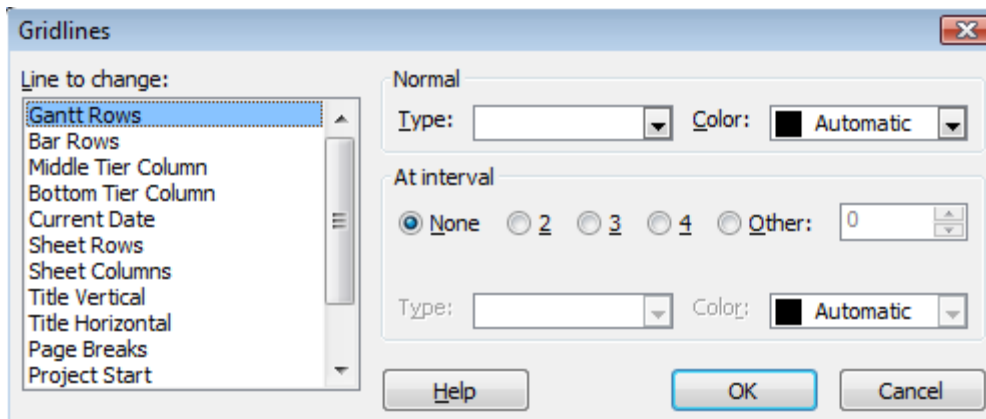 Gridlines
Line to change:
Gantt Rows
Bar Rows
Middle Tier Column
Bottom Tier Column
Current Date
Sheet Rows
Sheet Columns
Title Vertical
Title Horizontal
Page Breaks
Project Start
Normal
Type: Color: Automatic
At interval
None 2 3 4 Other: 0
Type: Color: Automatic
Help OK Cancel